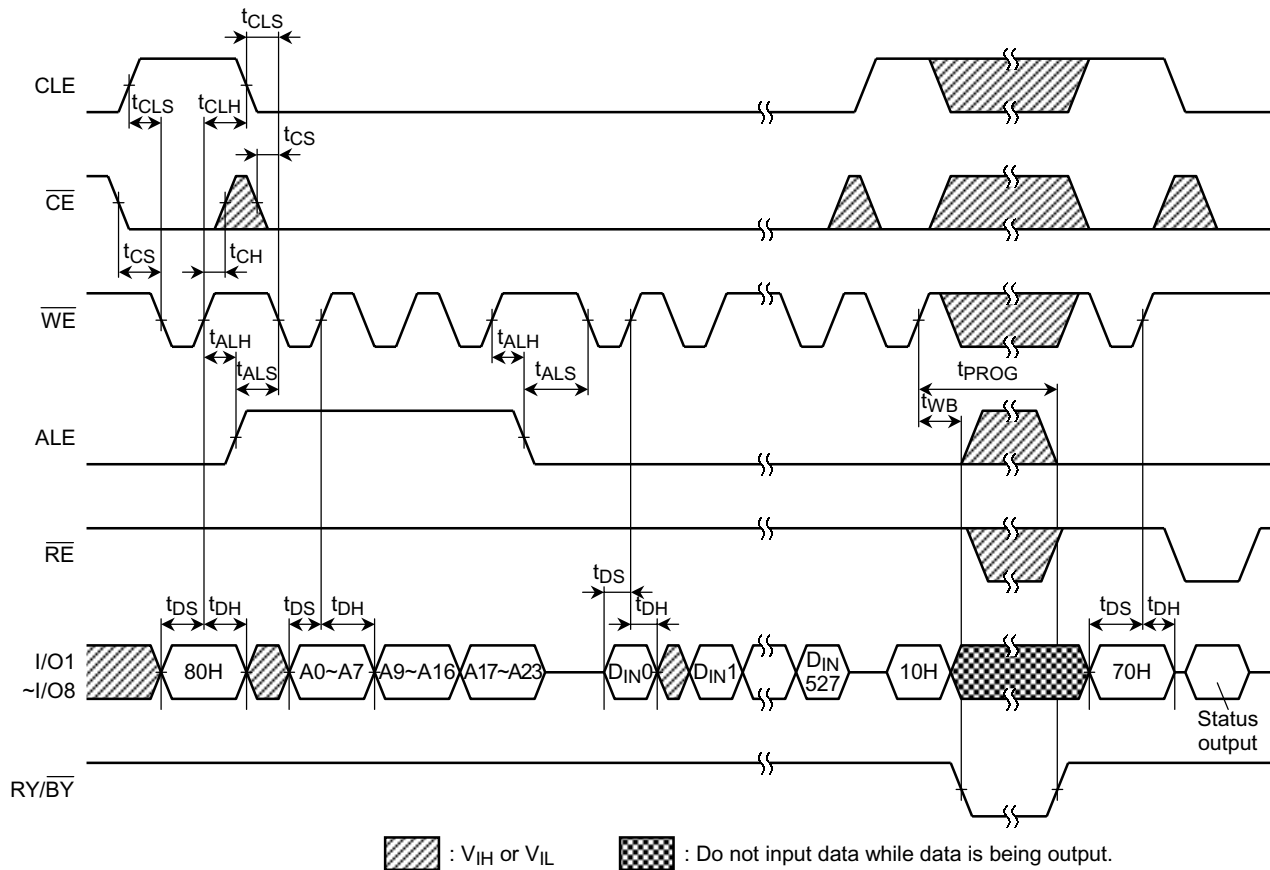 tCLS
CLE
tCLS
tCLH
tCS
CE
tCS
tCH
WE
tALH
tALS
tALH
tALS
tPROG
tWB
ALE
RE
tDS
tDH
tDS
tDH
tDS
tDH
tDS
tDH
I/O1
~I/O8
80H
A0~A7
A9~A16
A17~A23
DIN0
DIN1
DIN
527
10H
70H
Status
output
RY/BY
: VIH or VIL
: Do not input data while data is being output.